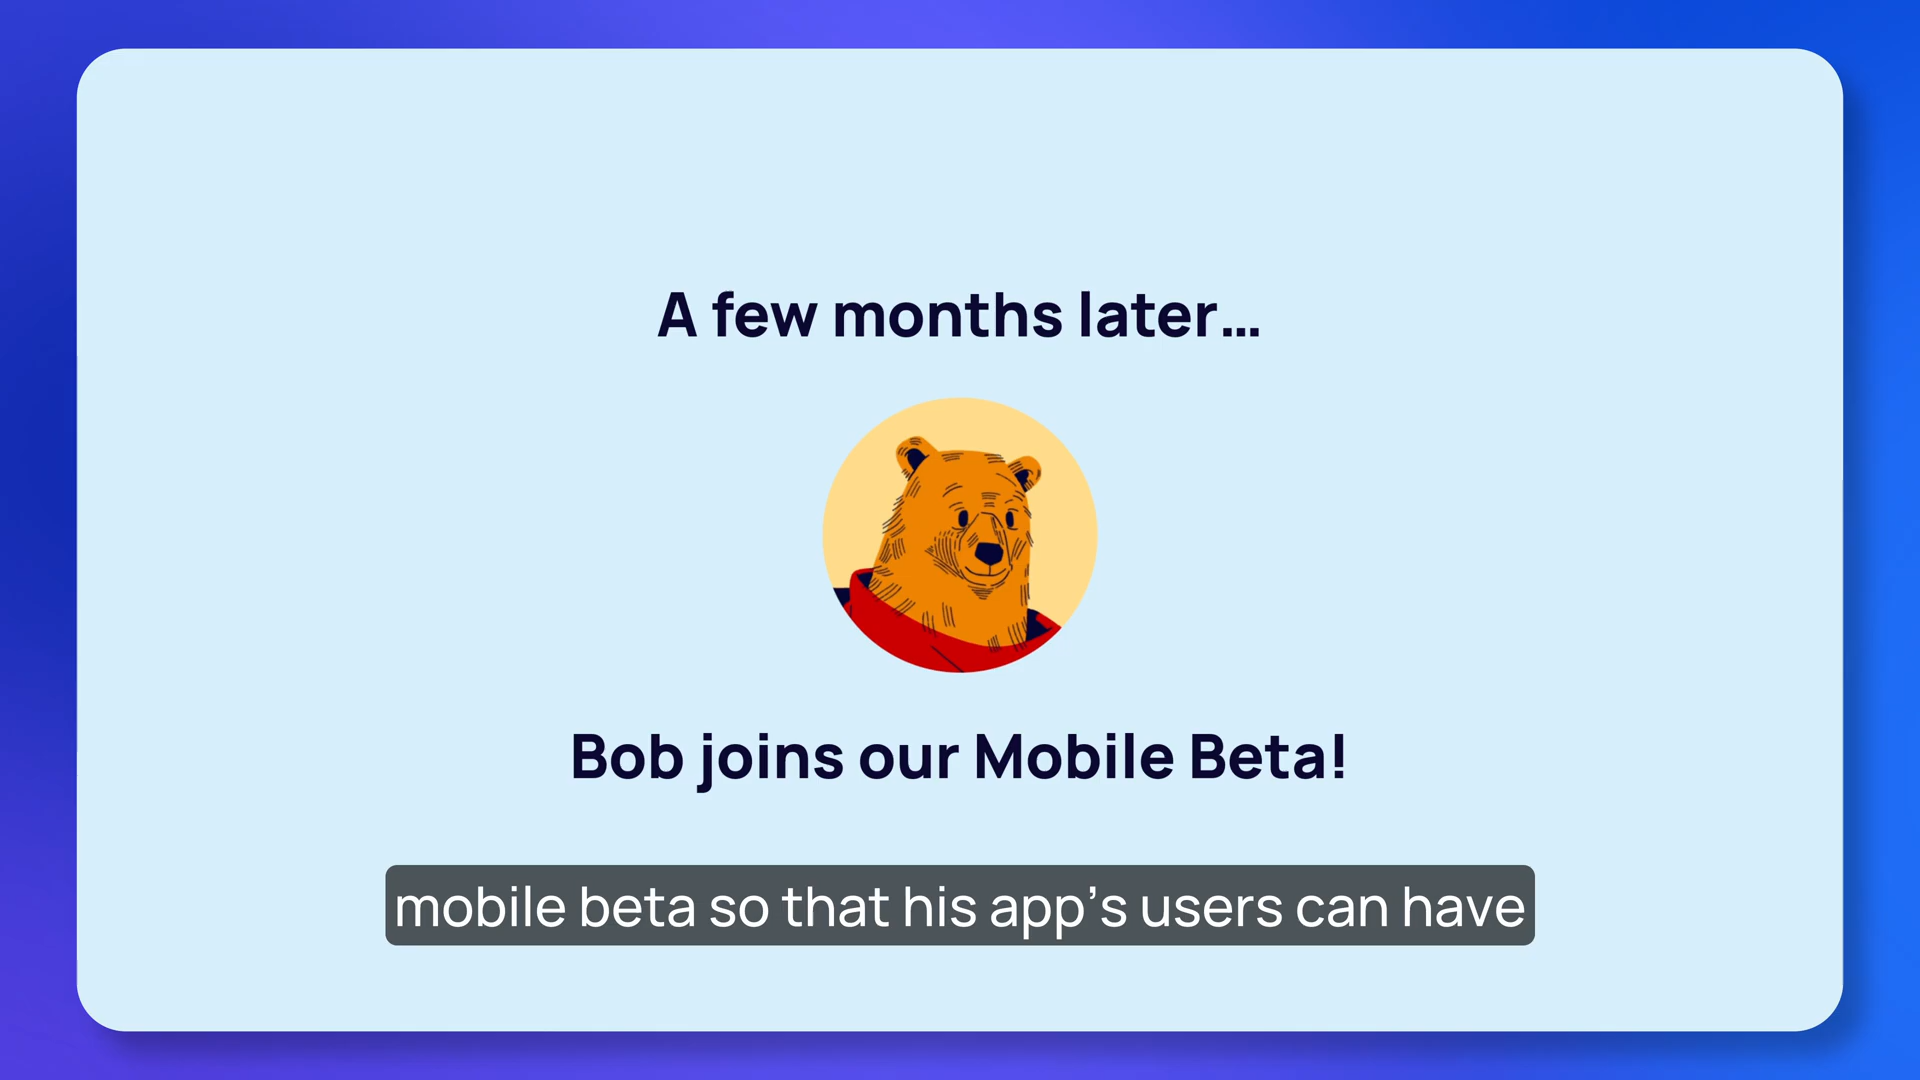 A few months later...
Bob joins our Mobile Beta!
mobile beta so that his app's users can have